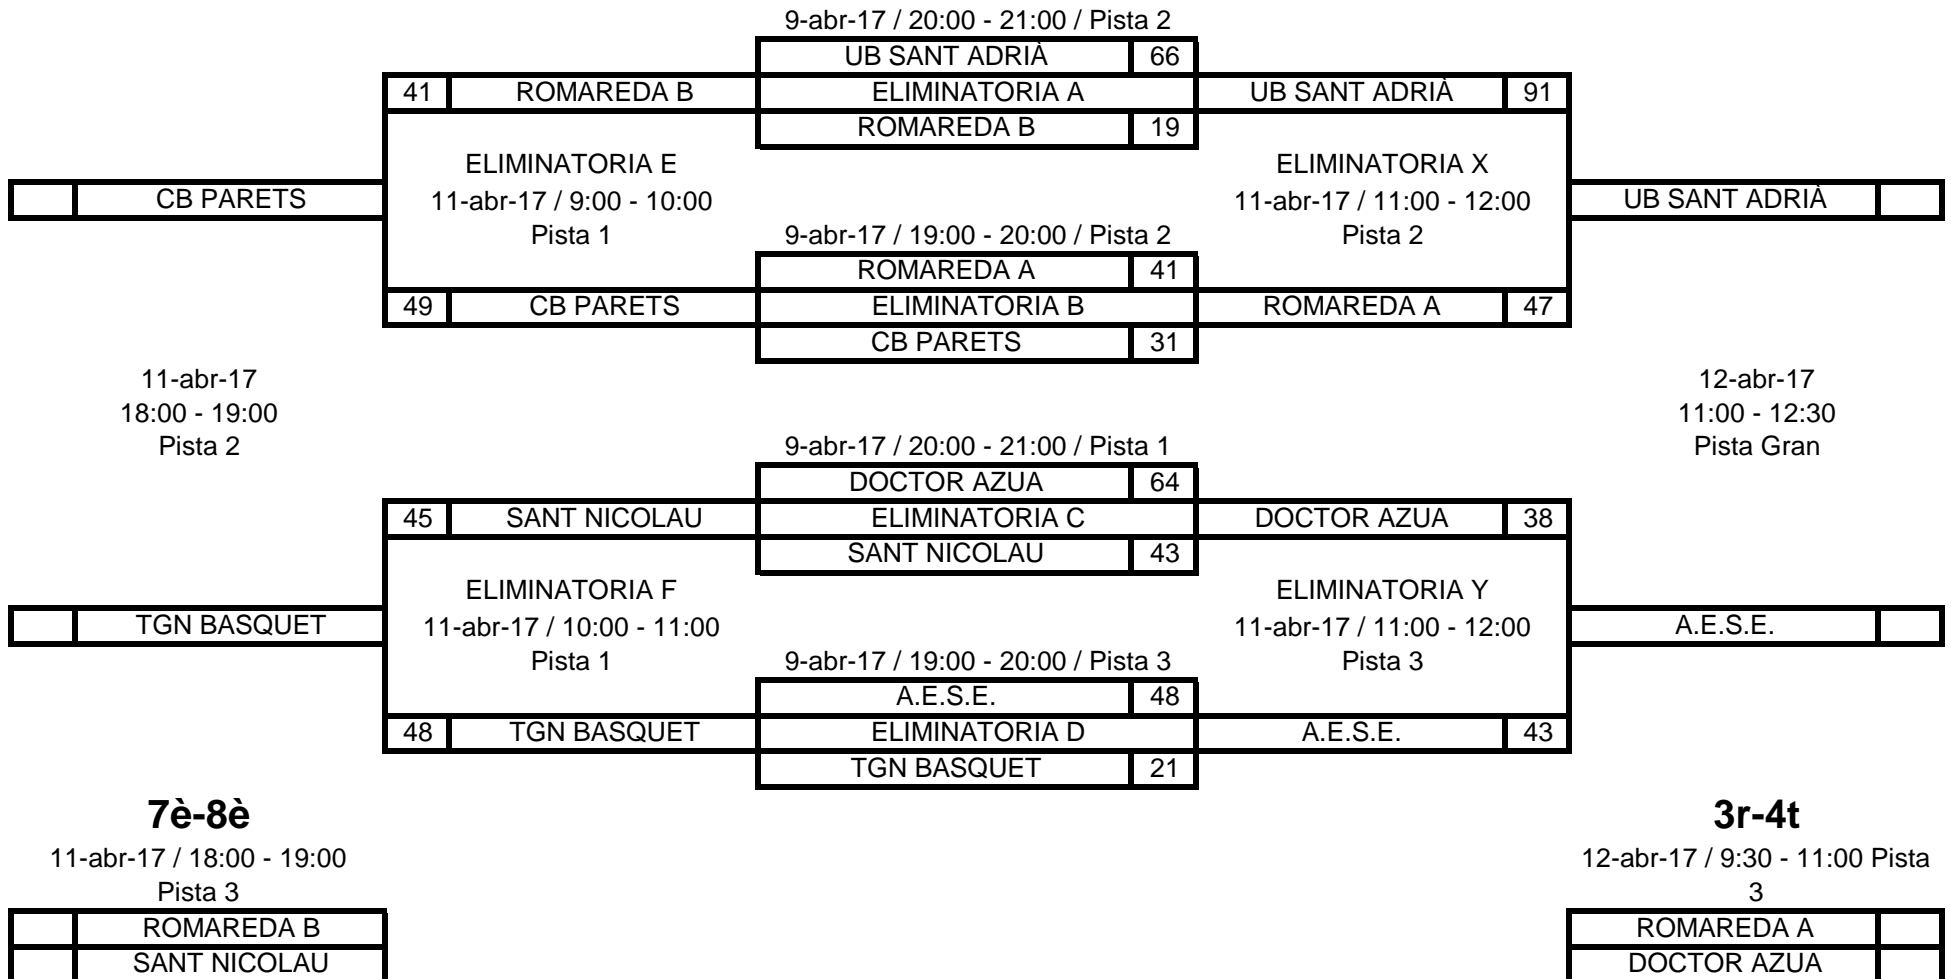 9-abr-17 / 20:00 - 21:00 / Pista 2
UB SANT ADRIÀ 66
41 ROMAREDA B ELIMINATORIA A UB SANT ADRIÀ 91
ROMAREDA B 19
ELIMINATORIA E ELIMINATORIA X
CB PARETS 11-abr-17 / 9:00 - 10:00 11-abr-17 / 11:00 - 12:00 UB SANT ADRIÀ
Pista 1 9-abr-17 / 19:00 - 20:00 / Pista 2 Pista 2
ROMAREDA A 41
49 CB PARETS ELIMINATORIA B ROMAREDA A 47
CB PARETS 31
11-abr-17 12-abr-17
18:00 - 19:00 11:00 - 12:30
Pista 2 9-abr-17 / 20:00 - 21:00 / Pista 1 Pista Gran
DOCTOR AZUA 64
45 SANT NICOLAU ELIMINATORIA C DOCTOR AZUA 38
SANT NICOLAU 43
ELIMINATORIA F ELIMINATORIA Y
TGN BASQUET 11-abr-17 / 10:00 - 11:00 11-abr-17 / 11:00 - 12:00 A.E.S.E.
Pista 1 9-abr-17 / 19:00 - 20:00 / Pista 3 Pista 3
A.E.S.E. 48
48 TGN BASQUET ELIMINATORIA D A.E.S.E. 43
TGN BASQUET 21
7è-8è 3r-4t
11-abr-17 / 18:00 - 19:00 12-abr-17 / 9:30 - 11:00 Pista
Pista 3 3
ROMAREDA B ROMAREDA A
SANT NICOLAU DOCTOR AZUA